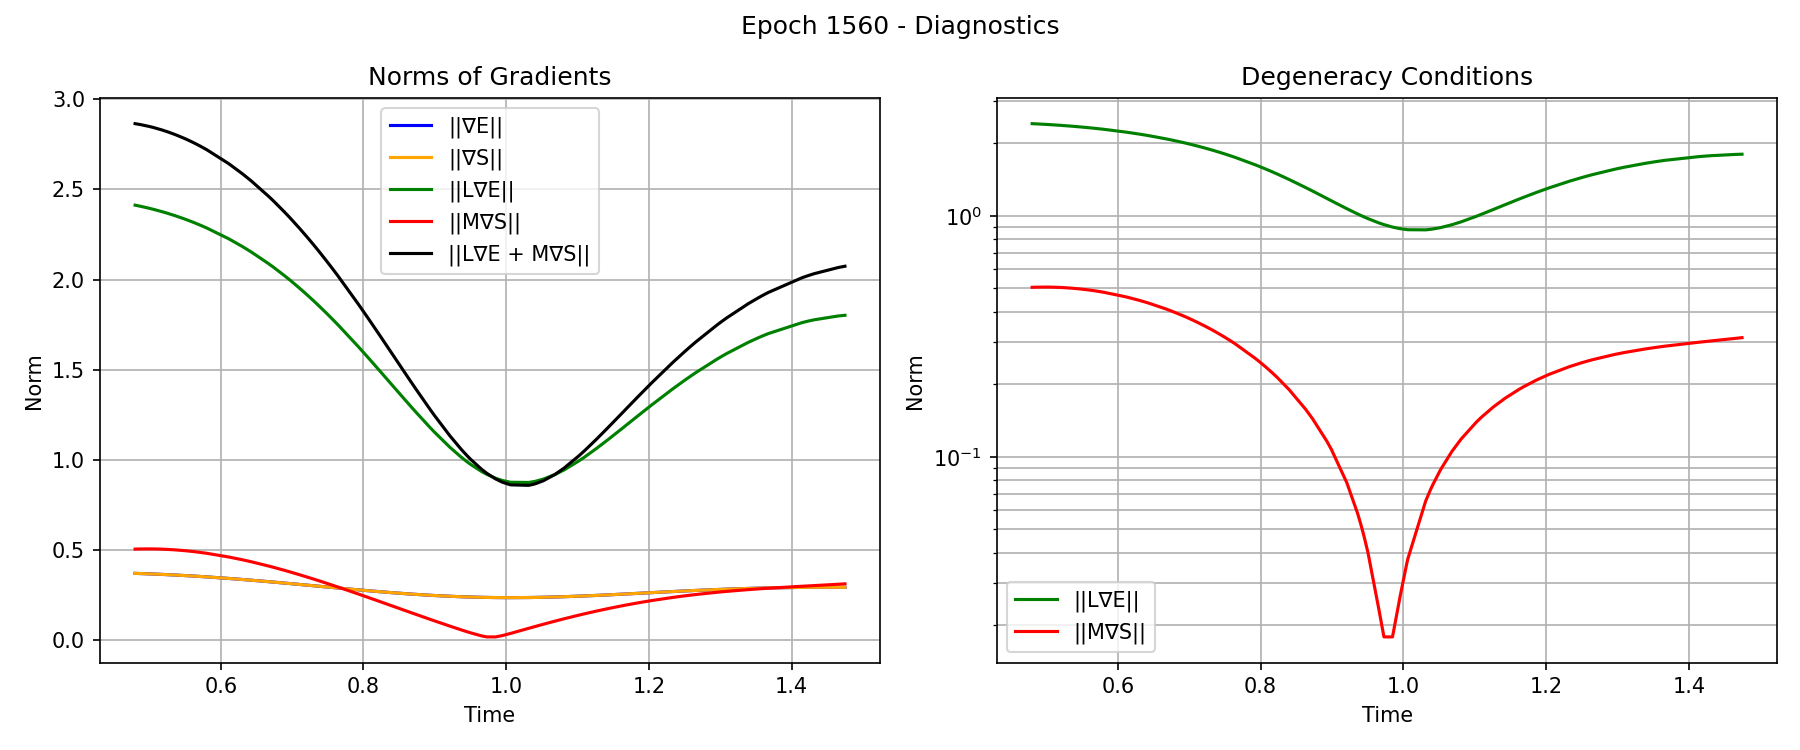 Epoch 1560 - Diagnostics
Norms of Gradients
3.0
2.5
2.0
1.5
1.0
0.5
0.0
Norm
||∇E||
||∇S||
||L∇E||
||M∇S||
||L∇E + M∇S||
0.6
0.8
1.0
1.2
1.4
Time
Degeneracy Conditions
10⁰
10⁻¹
Norm
||L∇E||
||M∇S||
0.6
0.8
1.0
1.2
1.4
Time